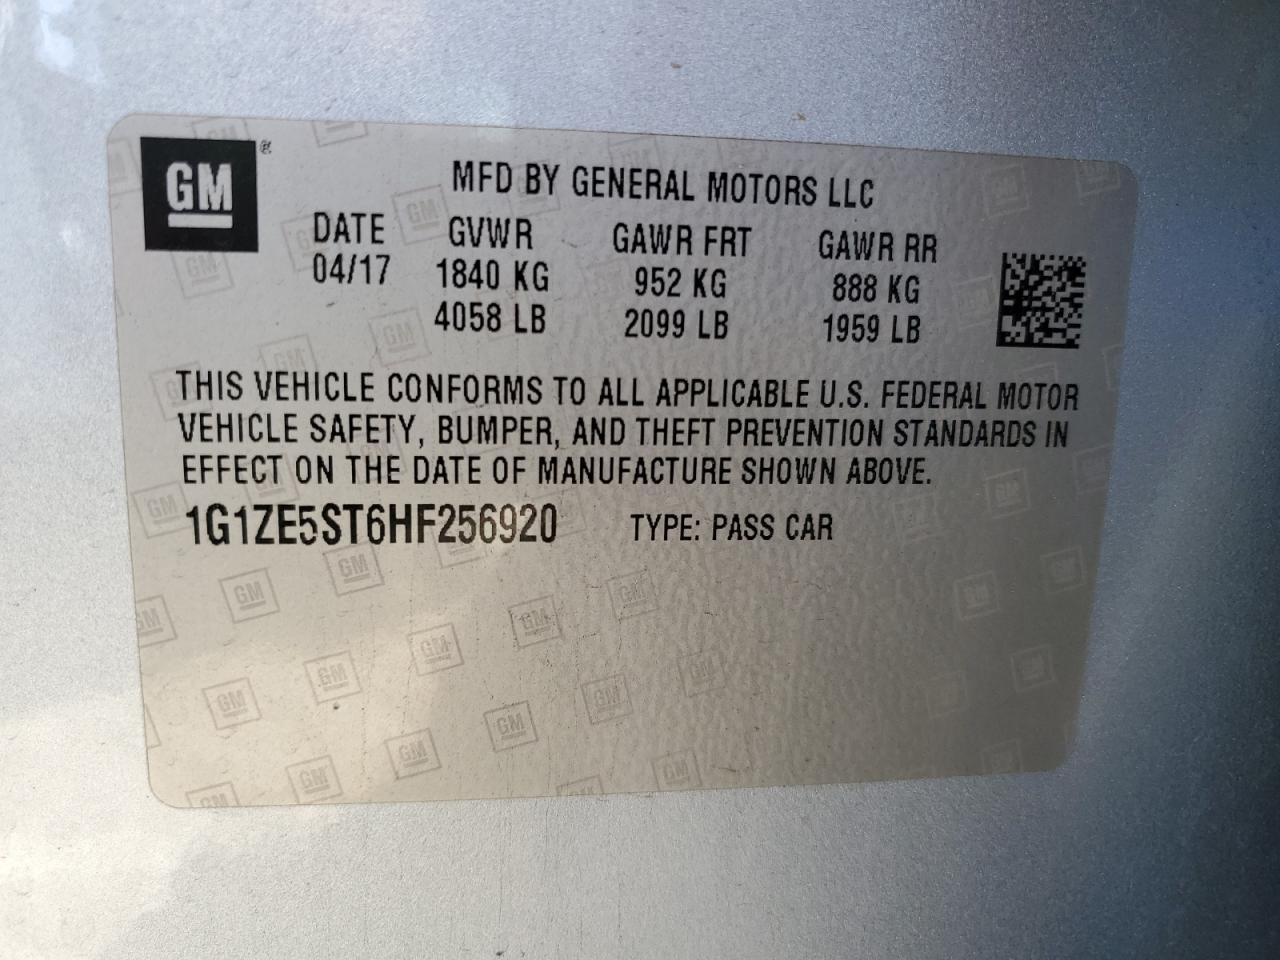 GM ®
MFD BY GENERAL MOTORS LLC
DATE GVWR GAWR FRT GAWR RR
04/17 1840 KG 952 KG 888 KG
4058 LB 2099 LB 1959 LB
THIS VEHICLE CONFORMS TO ALL APPLICABLE U.S. FEDERAL MOTOR
VEHICLE SAFETY, BUMPER, AND THEFT PREVENTION STANDARDS IN
EFFECT ON THE DATE OF MANUFACTURE SHOWN ABOVE.
1G1ZE5ST6HF256920 TYPE: PASS CAR